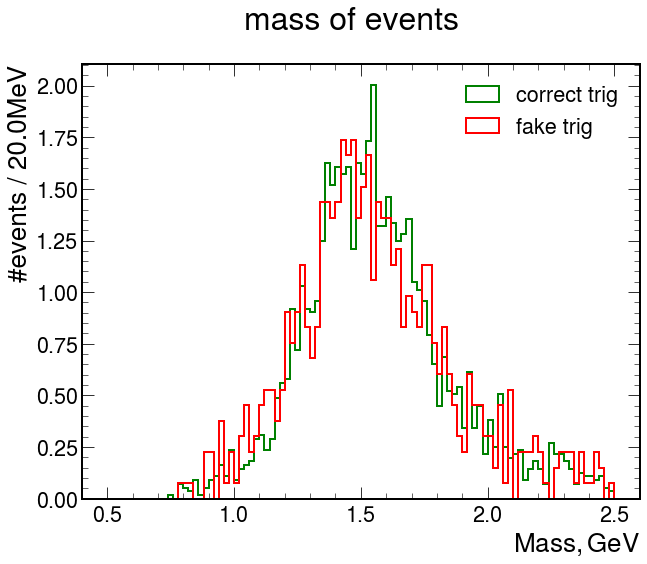 mass of events
#events / 20.0MeV
2.00
1.75
1.50
1.25
1.00
0.75
0.50
0.25
0.00
correct trig
fake trig
0.5 1.0 1.5 2.0 2.5
Mass, GeV